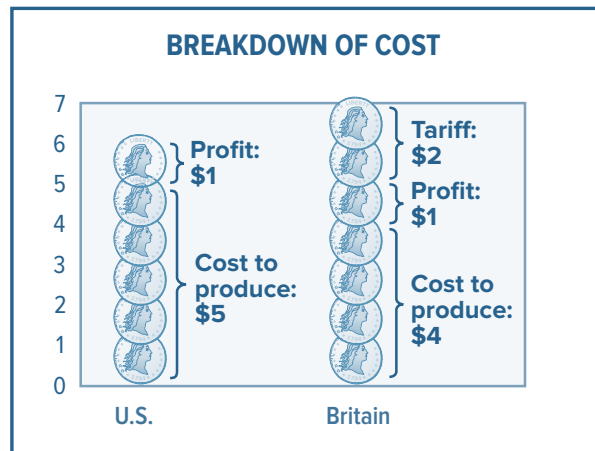 BREAKDOWN OF COST
7
6
5
4
3
2
1
0
Profit:
$1
Cost to
produce:
$5
Tariff:
$2
Profit:
$1
Cost to
produce:
$4
U.S.
Britain